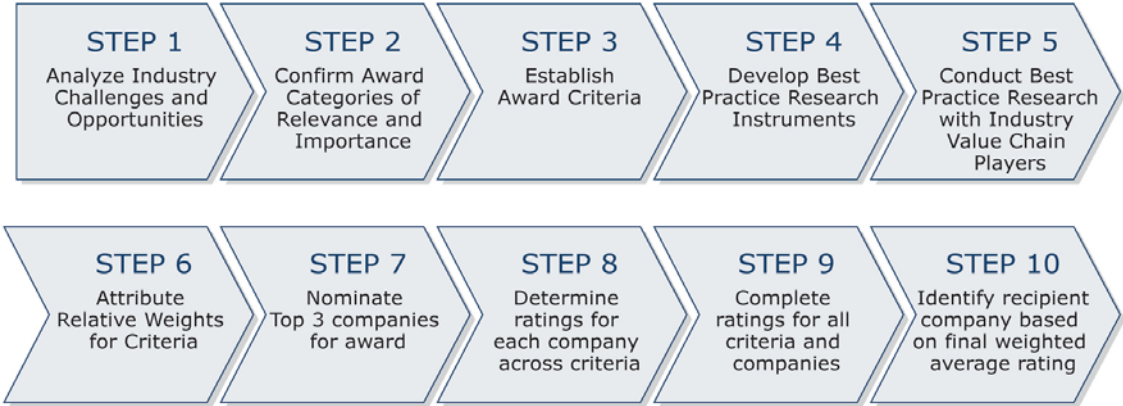 STEP 1
Analyze Industry
Challenges and
Opportunities
STEP 2
Confirm Award
Categories of
Relevance and
Importance
STEP 3
Establish
Award Criteria
STEP 4
Develop Best
Practice Research
Instruments
STEP 5
Conduct Best
Practice Research
with Industry
Value Chain
Players
STEP 6
Attribute
Relative Weights
for Criteria
STEP 7
Nominate
Top 3 companies
for award
STEP 8
Determine
ratings for
each company
across criteria
STEP 9
Complete
ratings for all
criteria and
companies
STEP 10
Identify recipient
company based
on final weighted
average rating